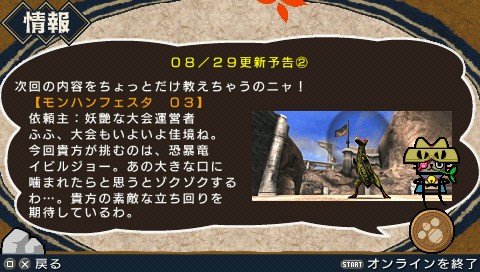 情報
08／29更新予告②
次回の内容をちょっとだけ教えちゃうのニャ！
【モンハンフェスタ　03】
依頼主：妖艶な大会運営者
ふふ、大会もいよいよ佳境ね。
今回貴方が挑むのは、恐暴竜
イビルジョー。あの大きな口に
噛まれたらと思うとゾクゾクする
わ…。貴方の素敵な立ち回りを
期待しているわ。
□ × 戻る
START オンラインを終了